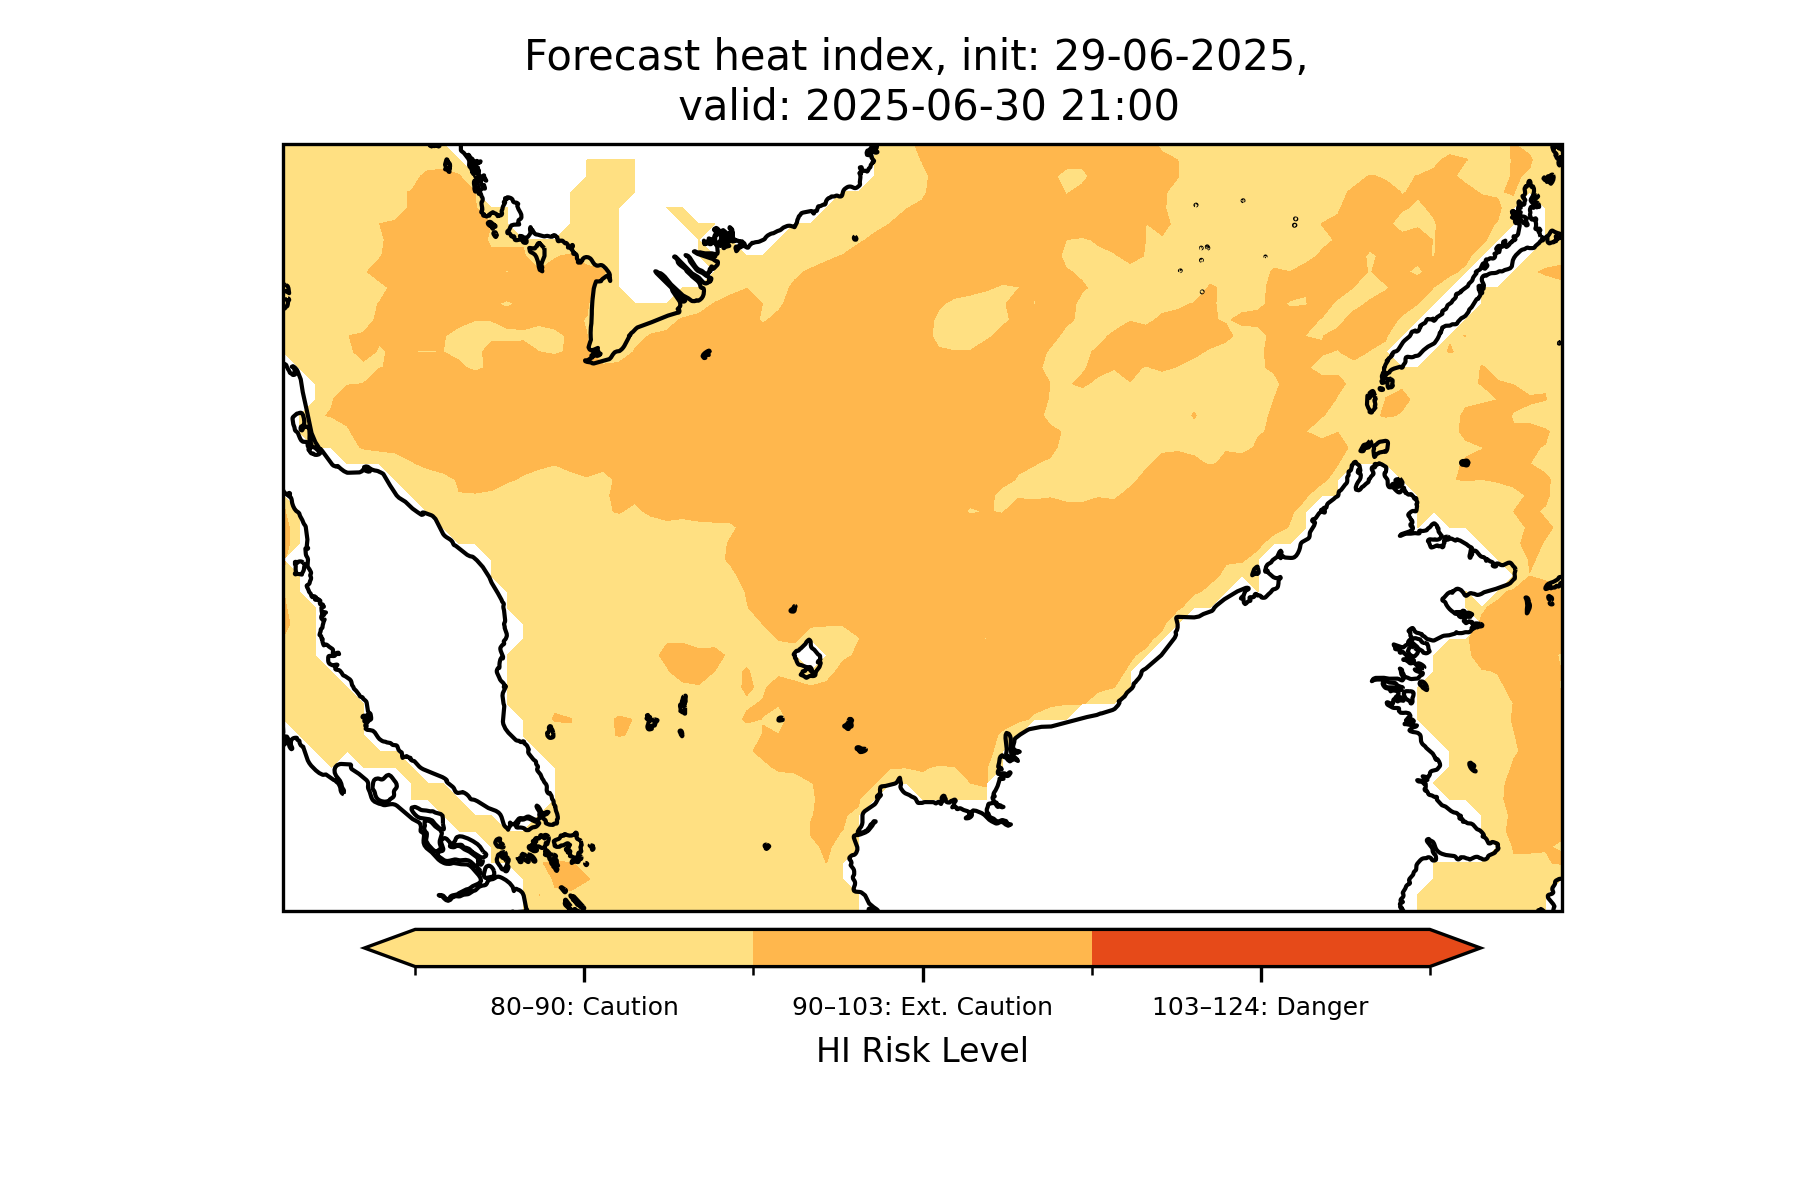 Forecast heat index, init: 29-06-2025,
valid: 2025-06-30 21:00
80–90: Caution
90–103: Ext. Caution
103–124: Danger
HI Risk Level